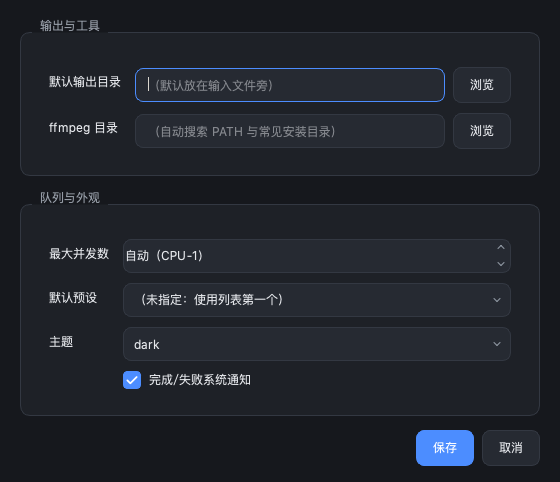 输出与工具
默认输出目录 (默认放在输入文件旁) 浏览
ffmpeg 目录 (自动搜索 PATH 与常见安装目录) 浏览
队列与外观
最大并发数 自动（CPU-1）
默认预设 （未指定：使用列表第一个）
主题 dark
完成/失败系统通知
保存 取消